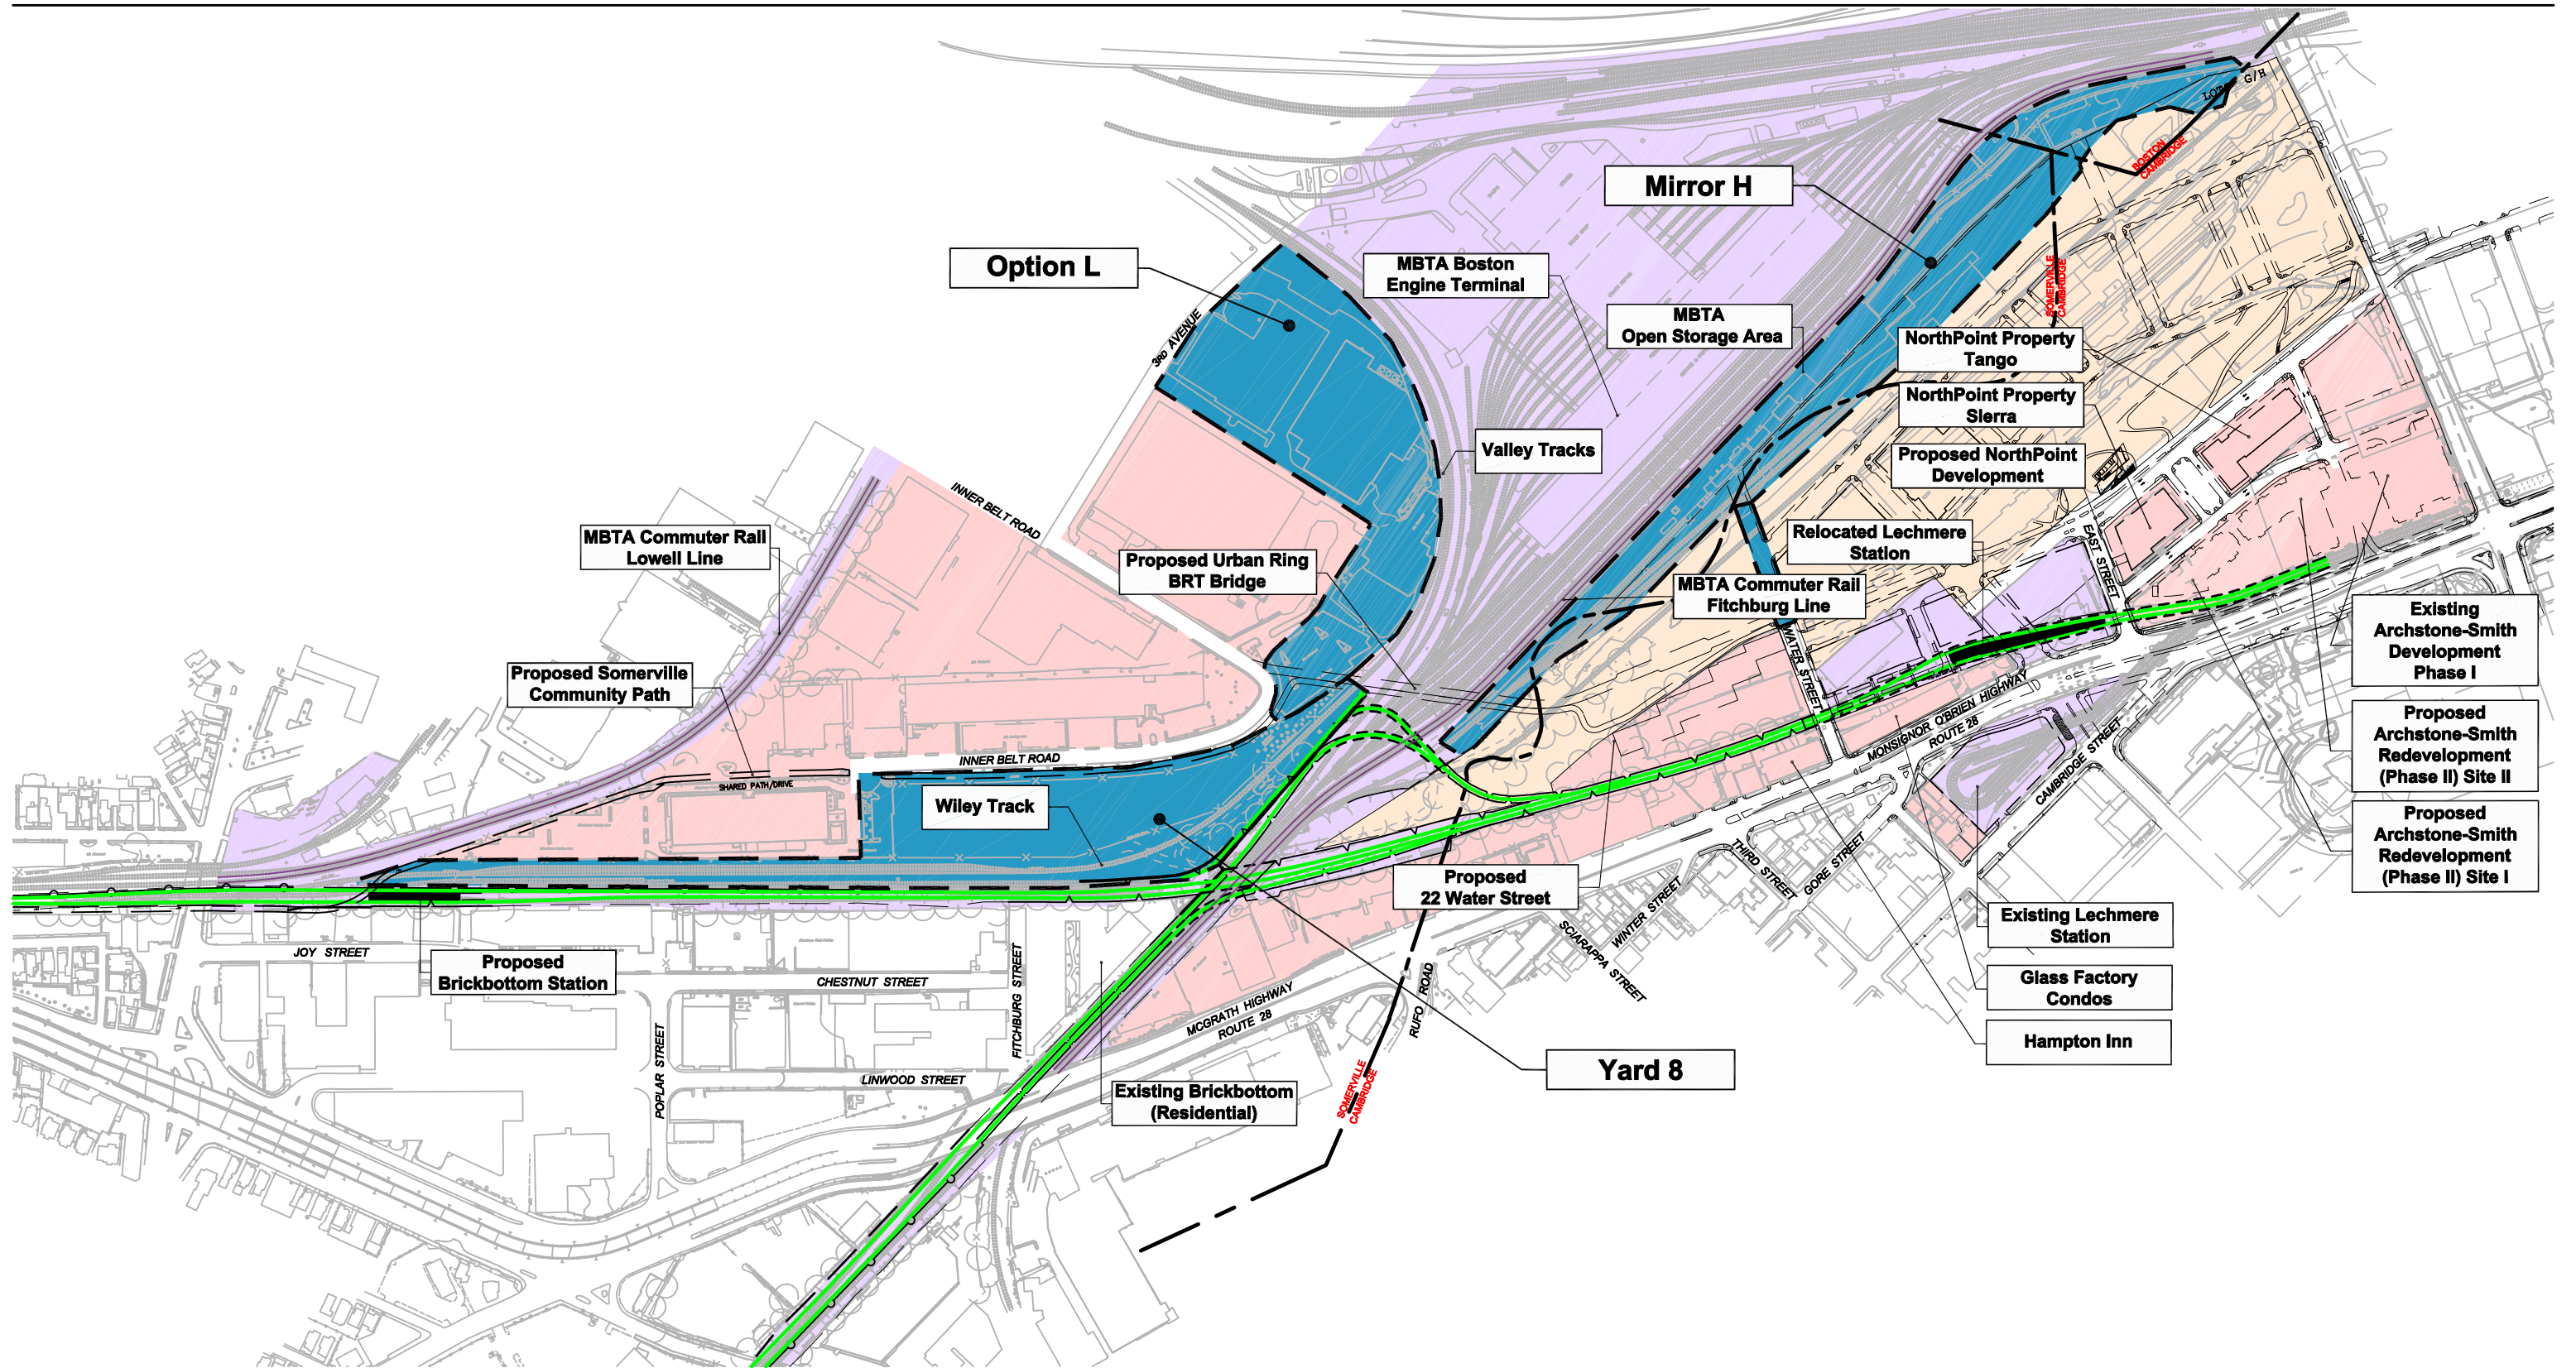 G/H
LOT
BOSTON
CAMBRIDGE
Mirror H
Option L
MBTA Boston
Engine Terminal
SOMERVILLE
CAMBRIDGE
MBTA
Open Storage Area
3RD AVENUE
NorthPoint Property
Tango
NorthPoint Property
Sierra
Valley Tracks
Proposed NorthPoint
Development
INNER BELT ROAD
MBTA Commuter Rail
Lowell Line
Relocated Lechmere
Station
EAST STREET
Proposed Urban Ring
BRT Bridge
MBTA Commuter Rail
Fitchburg Line
Existing
Archstone-Smith
Development
Phase I
WATER STREET
Proposed Somerville
Community Path
MONSIGNOR O'BRIEN HIGHWAY
ROUTE 28
Proposed
Archstone-Smith
Redevelopment
(Phase II) Site II
CAMBRIDGE STREET
INNER BELT ROAD
SHARED PATH/DRIVE
Wiley Track
Proposed
Archstone-Smith
Redevelopment
(Phase II) Site I
THIRD STREET
GORE STREET
Proposed
22 Water Street
WINTER STREET
SCIARAPPA STREET
Existing Lechmere
Station
JOY STREET
Proposed
Brickbottom Station
CHESTNUT STREET
FITCHBURG STREET
Glass Factory
Condos
MCGRATH HIGHWAY
ROUTE 28
RUFO ROAD
Hampton Inn
POPLAR STREET
LINWOOD STREET
Yard 8
Existing Brickbottom
(Residential)
SOMERVILLE
CAMBRIDGE